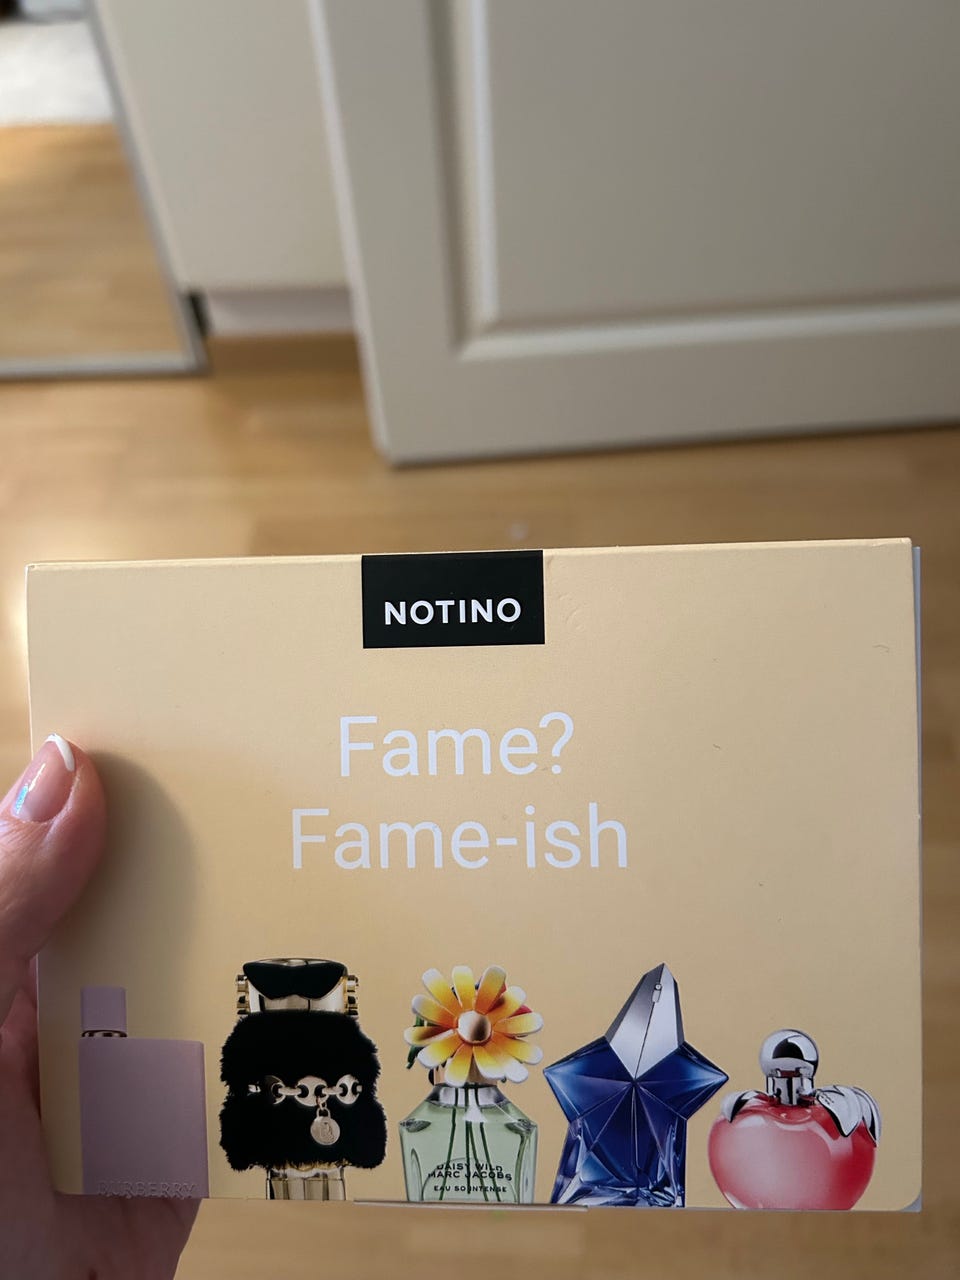 NOTINO
Fame?
Fame-ish
DAISY WILD
MARC JACOBS
EAU SO INTENSE
BURBERRY